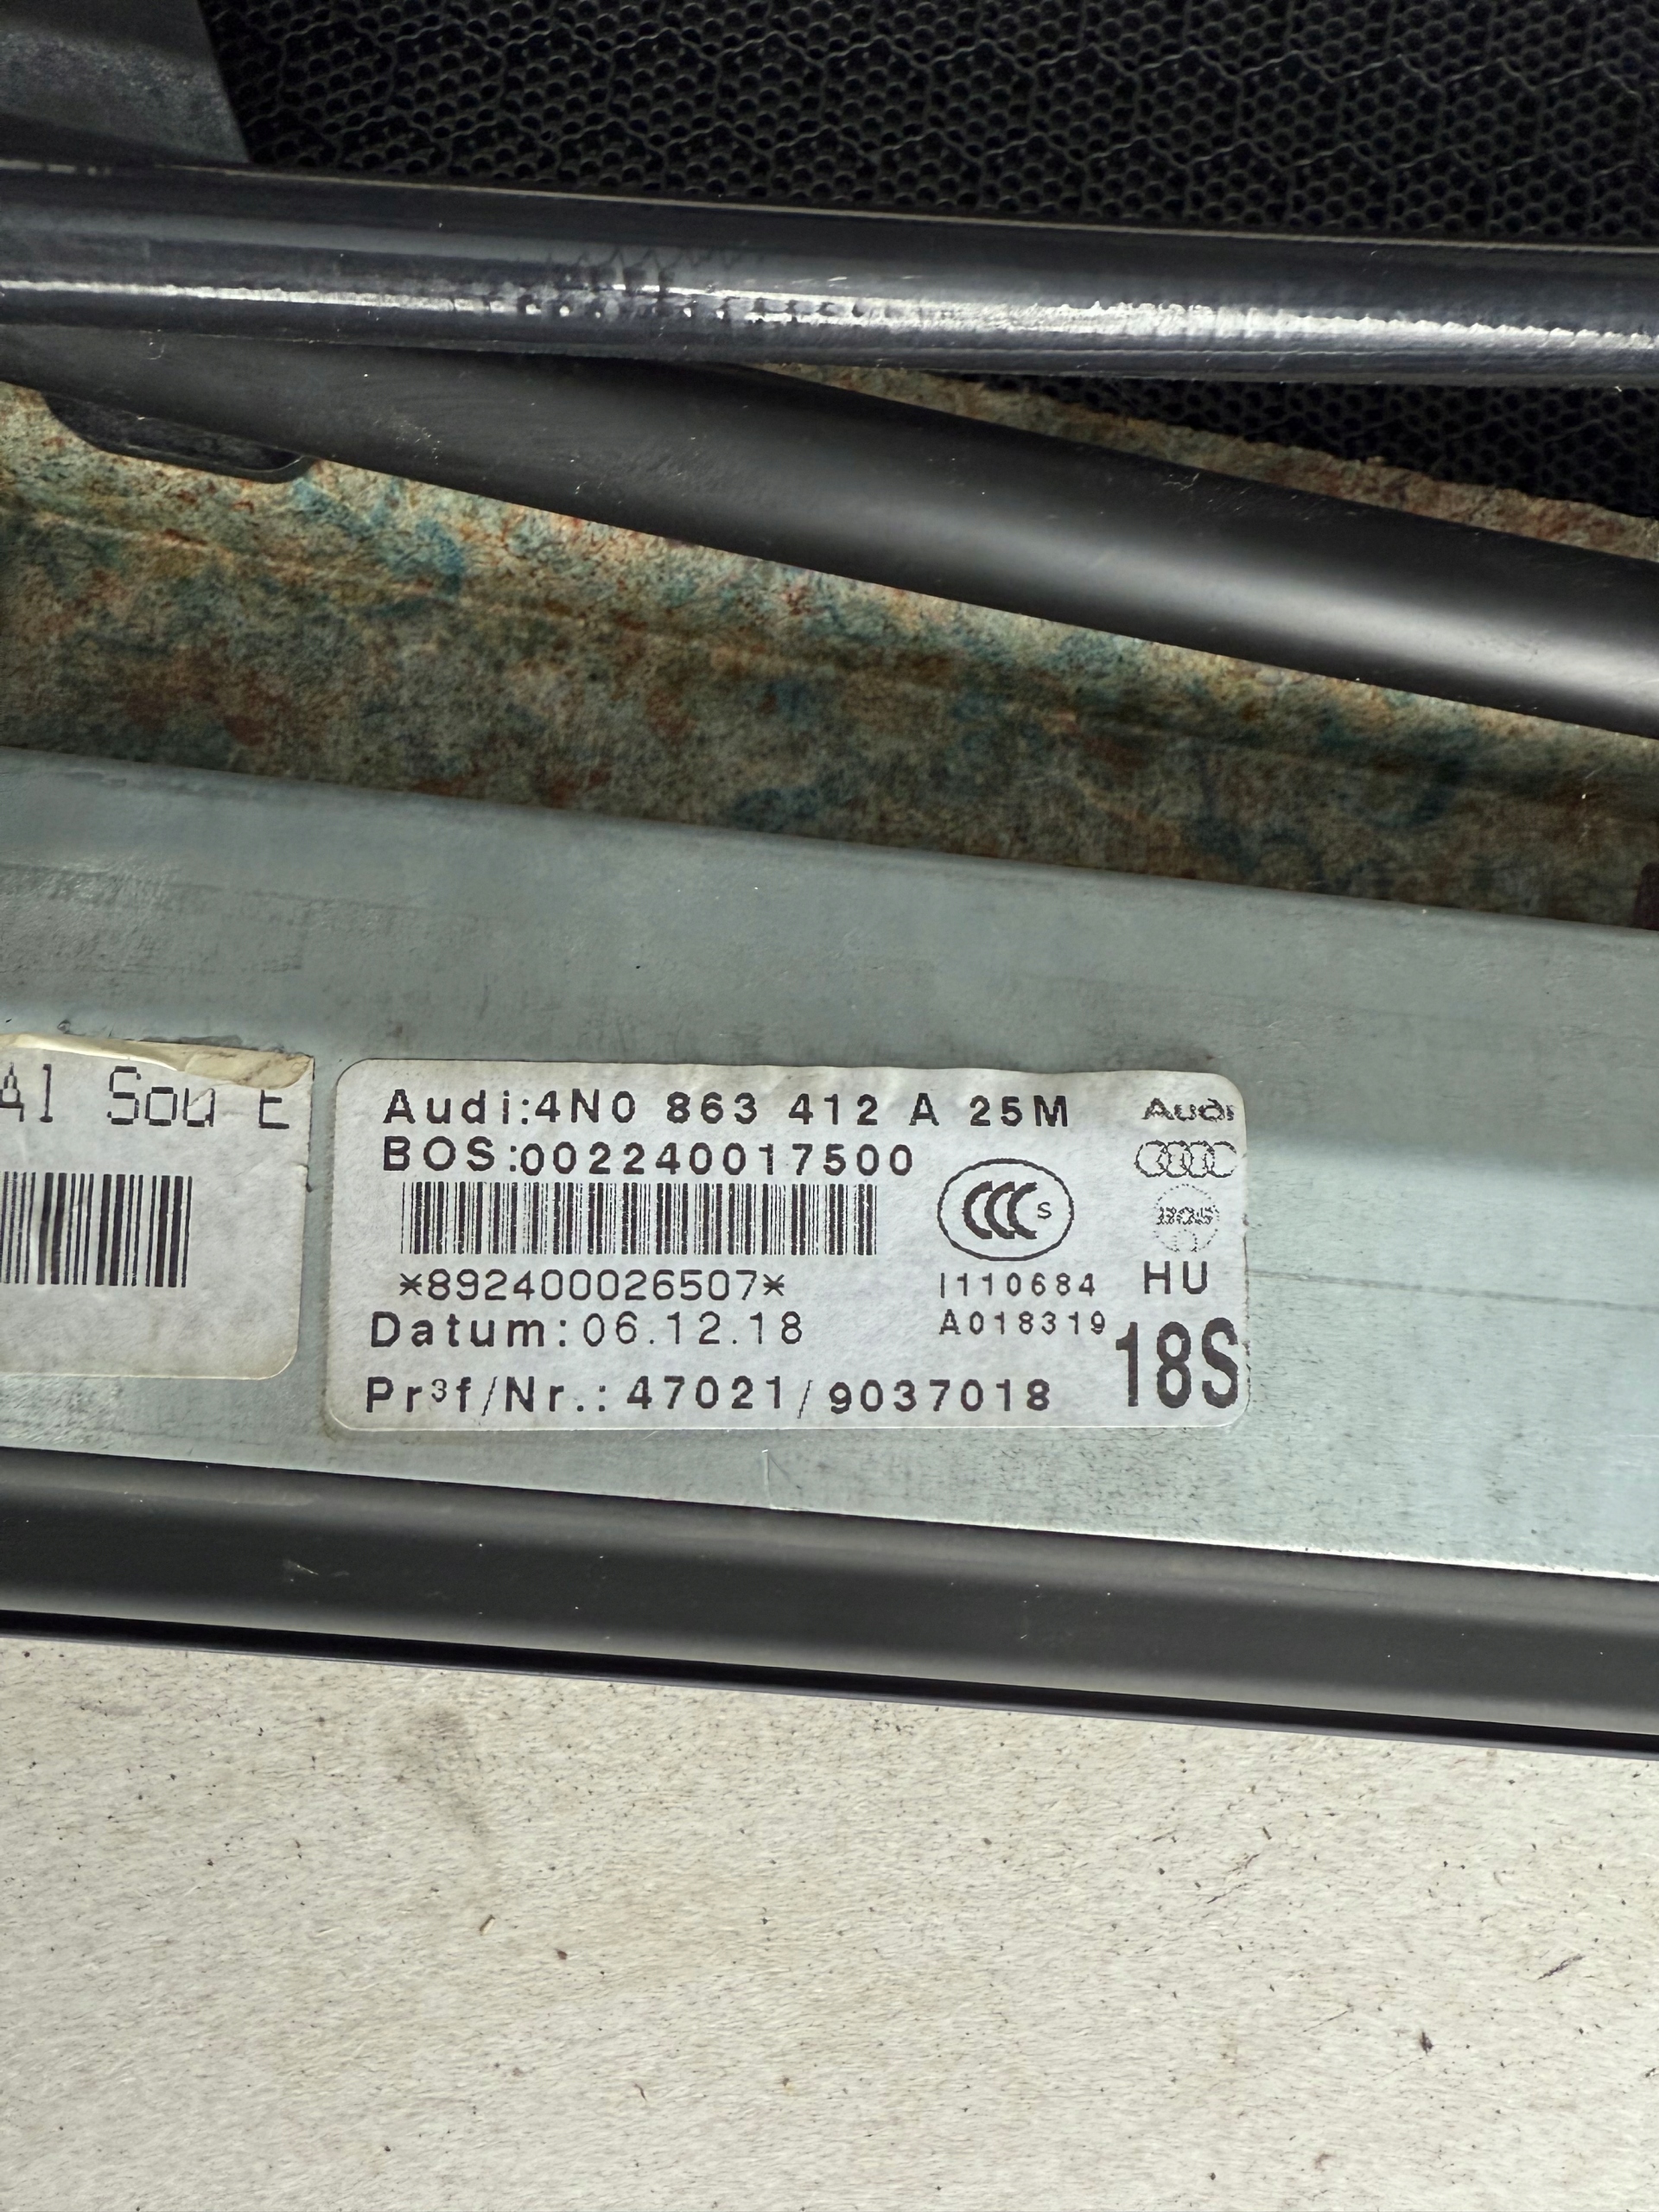 Audi:4N0 863 412 A 25M
BOS:002240017500
*892400026507*
Datum:06.12.18
Pr³f/Nr.: 47021/9037018
CCC S
I110684
A018319
Audi
BOS
HU
18S